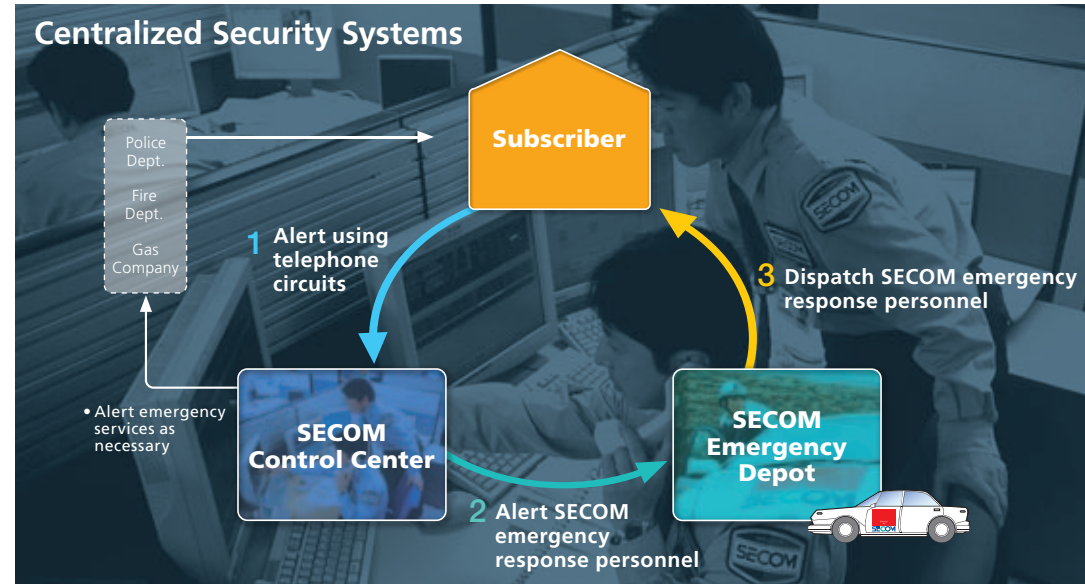 Centralized Security Systems
Subscriber
Police
Dept.
Fire
Dept.
Gas
Company
1 Alert using
telephone
circuits
3 Dispatch SECOM emergency
response personnel
• Alert emergency
services as
necessary
SECOM
Control Center
SECOM
Emergency
Depot
2 Alert SECOM
emergency
response personnel
SECOM
SECOM
SECOM
SECOM